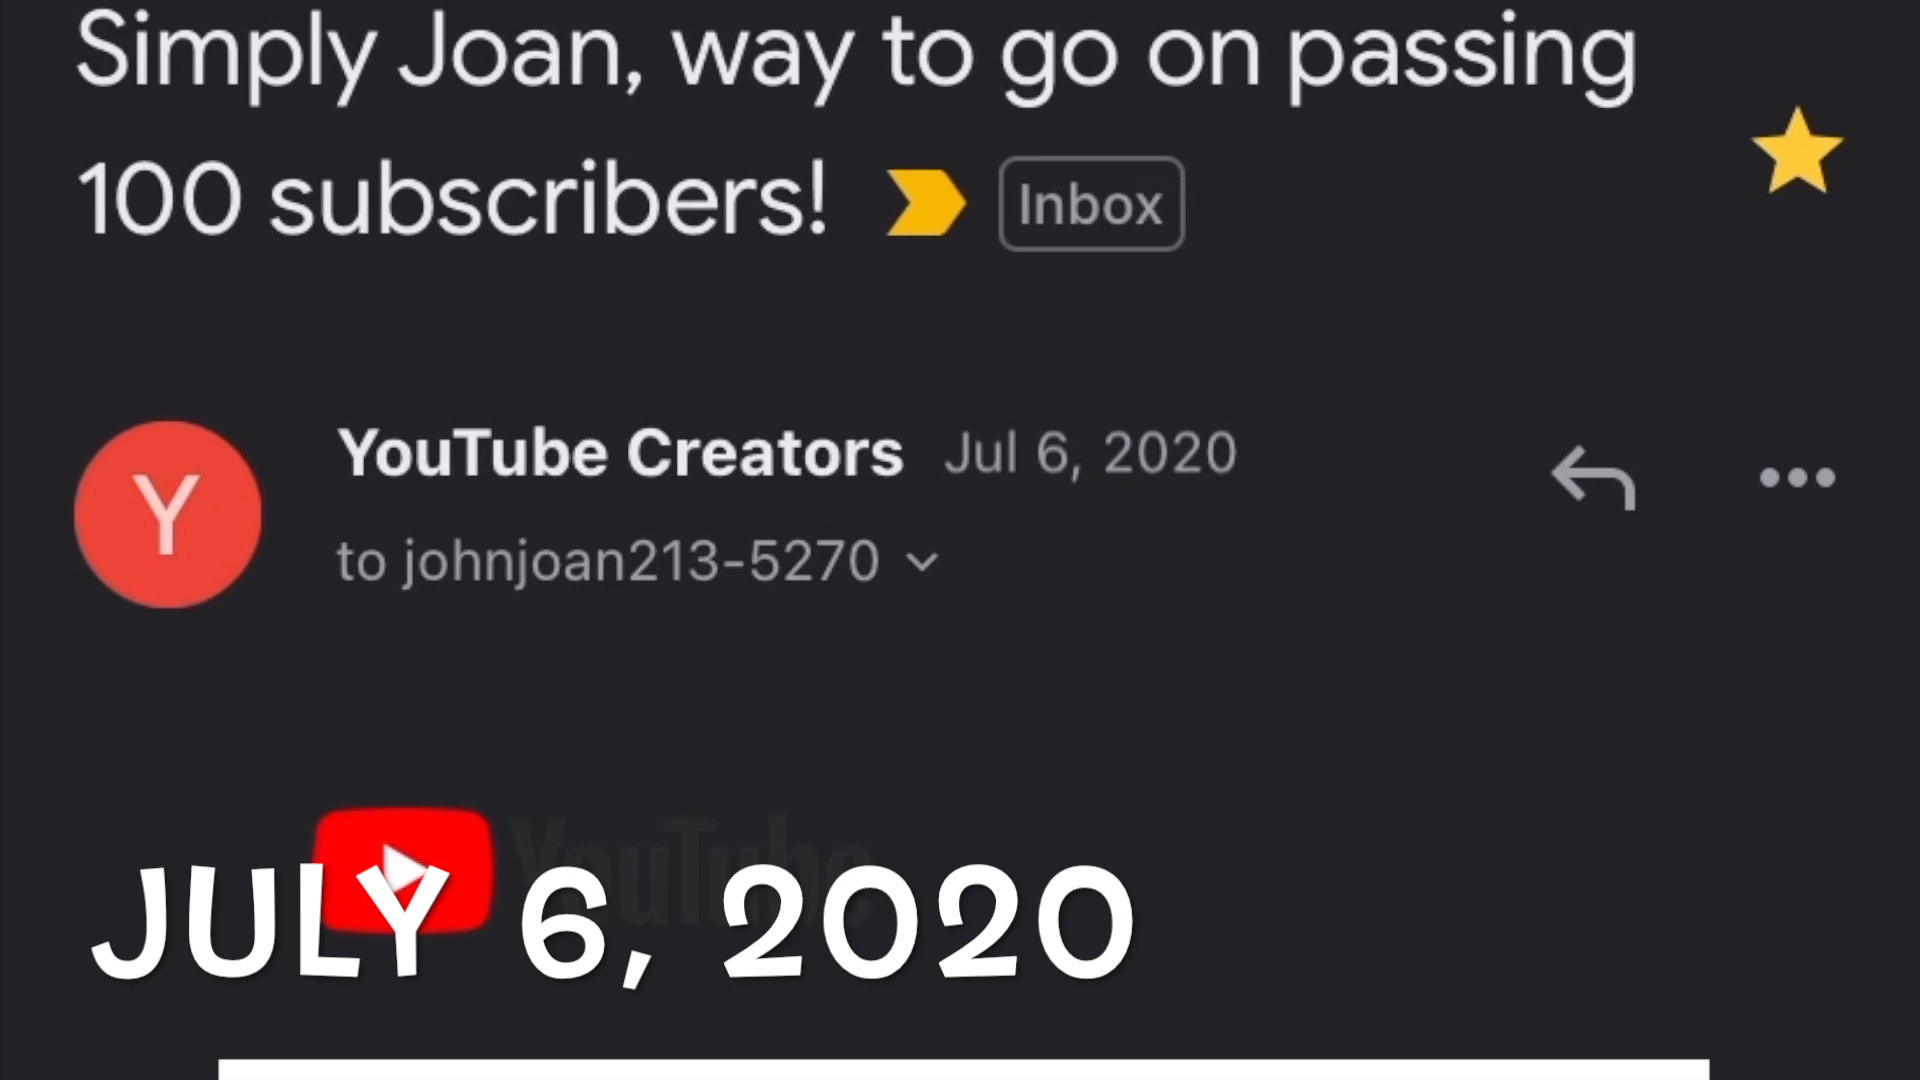 Simply Joan, way to go on passing
100 subscribers! Inbox
Y YouTube Creators Jul 6, 2020
to johnjoan213-5270
YouTube
JULY 6, 2020